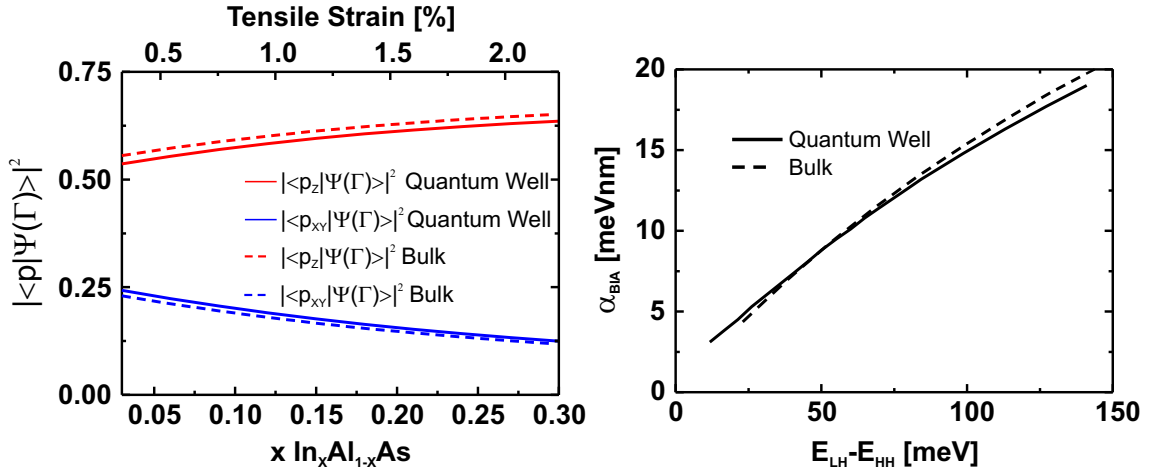 Tensile Strain [%]
0.5 1.0 1.5 2.0
|<p|Ψ(Γ)>|²
0.75
0.50
0.25
0.00
|<p_Z|Ψ(Γ)>|² Quantum Well
|<p_XY|Ψ(Γ)>|² Quantum Well
|<p_Z|Ψ(Γ)>|² Bulk
|<p_XY|Ψ(Γ)>|² Bulk
0.05 0.10 0.15 0.20 0.25 0.30
x In_XAl_1-XAs
α_BIA [meVnm]
20
15
10
5
0
Quantum Well
Bulk
0 50 100 150
E_LH-E_HH [meV]